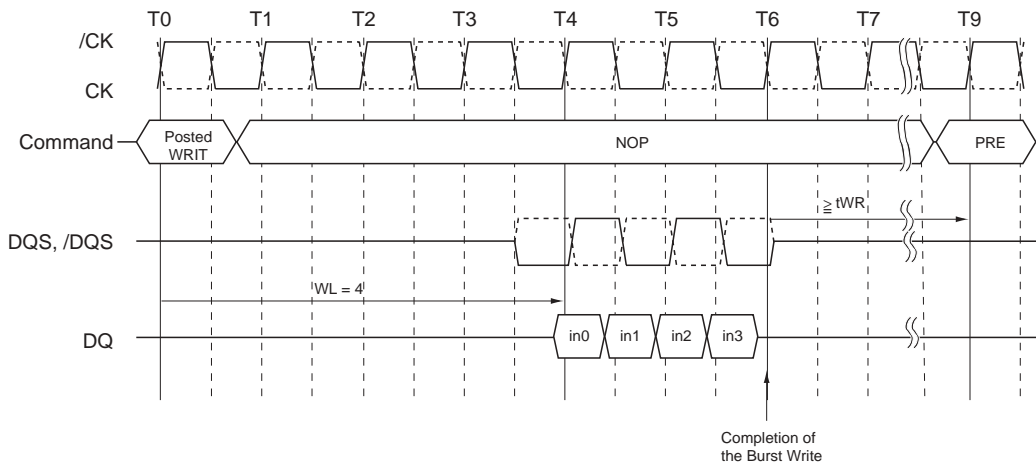 T0 T1 T2 T3 T4 T5 T6 T7 T9
/CK
CK
Command
Posted
WRIT
NOP
PRE
≧ tWR
DQS, /DQS
WL = 4
DQ
in0 in1 in2 in3
Completion of
the Burst Write